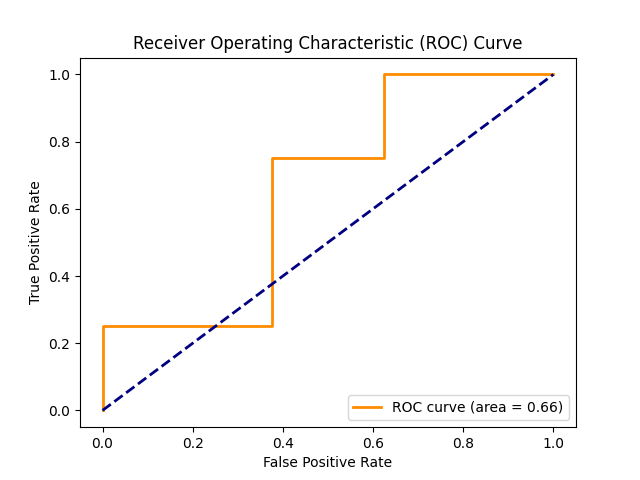 Receiver Operating Characteristic (ROC) Curve
True Positive Rate
1.0
0.8
0.6
0.4
0.2
0.0
ROC curve (area = 0.66)
0.0 0.2 0.4 0.6 0.8 1.0
False Positive Rate